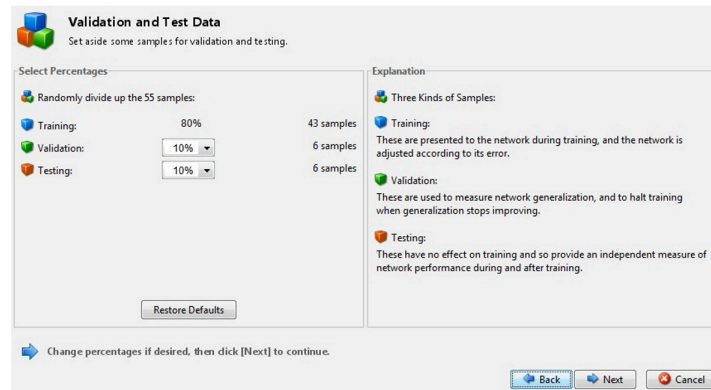 Validation and Test Data
Set aside some samples for validation and testing.
Select Percentages
Randomly divide up the 55 samples:
Training: 80% 43 samples
Validation: 10% 6 samples
Testing: 10% 6 samples
Restore Defaults
Explanation
Three Kinds of Samples:
Training:
These are presented to the network during training, and the network is
adjusted according to its error.
Validation:
These are used to measure network generalization, and to halt training
when generalization stops improving.
Testing:
These have no effect on training and so provide an independent measure of
network performance during and after training.
Change percentages if desired, then click [Next] to continue.
Back Next Cancel